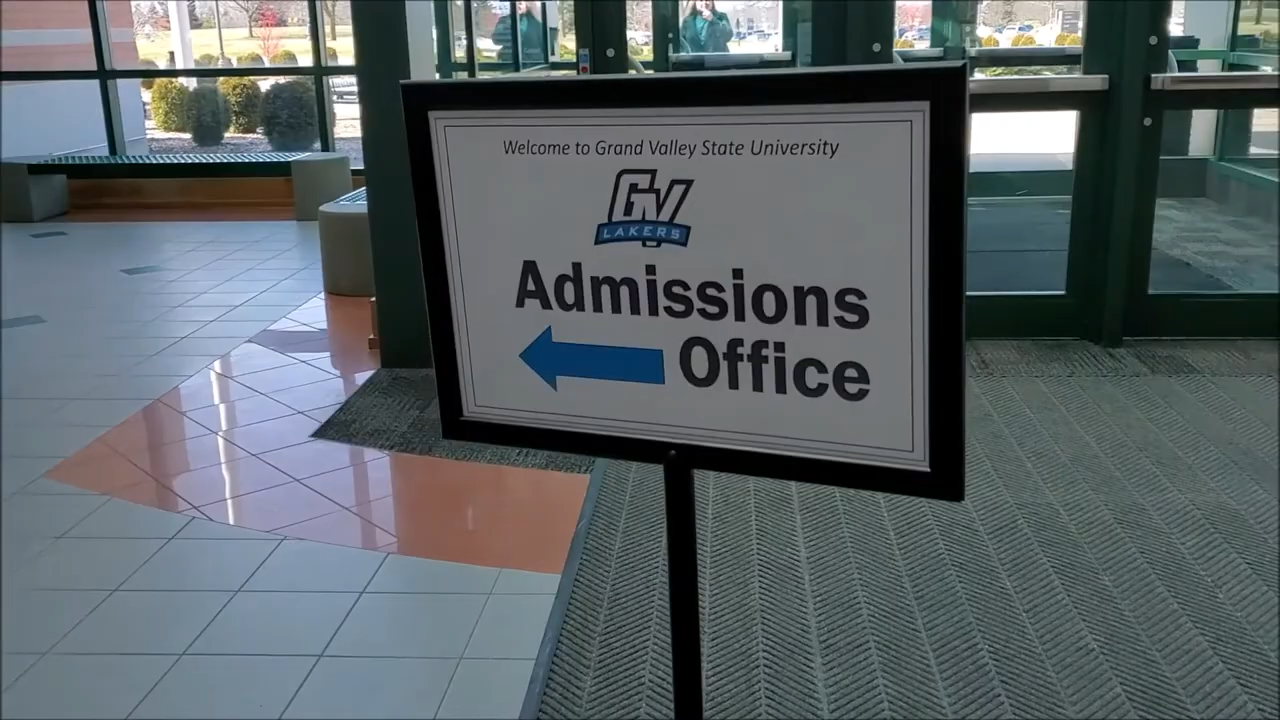 Welcome to Grand Valley State University
GV
LAKERS
Admissions
Office